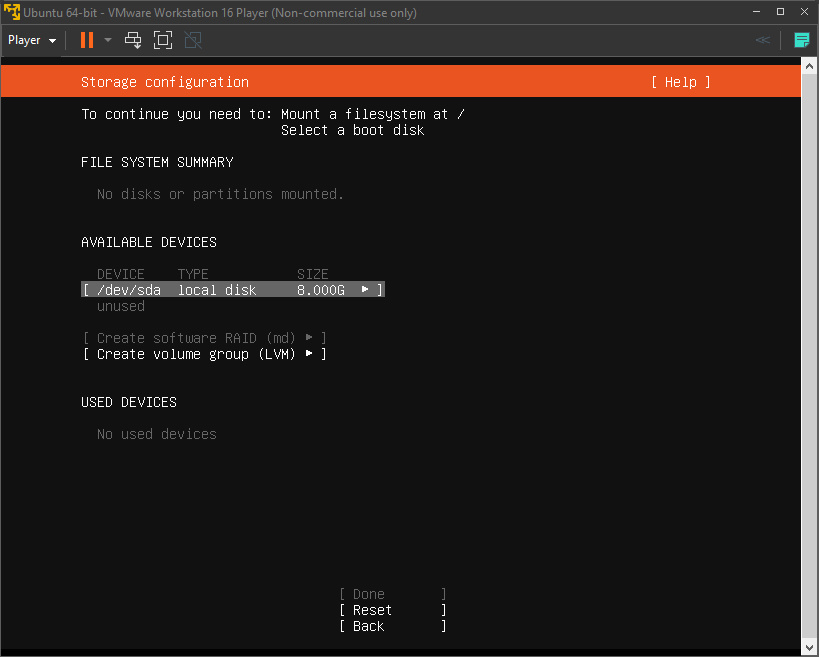 Ubuntu 64-bit - VMware Workstation 16 Player (Non-commercial use only)
Player
Storage configuration [ Help ]
To continue you need to: Mount a filesystem at /
Select a boot disk
FILE SYSTEM SUMMARY
No disks or partitions mounted.
AVAILABLE DEVICES
DEVICE TYPE SIZE
[ /dev/sda local disk 8.000G ► ]
unused
[ Create software RAID (md) ► ]
[ Create volume group (LVM) ► ]
USED DEVICES
No used devices
[ Done ]
[ Reset ]
[ Back ]